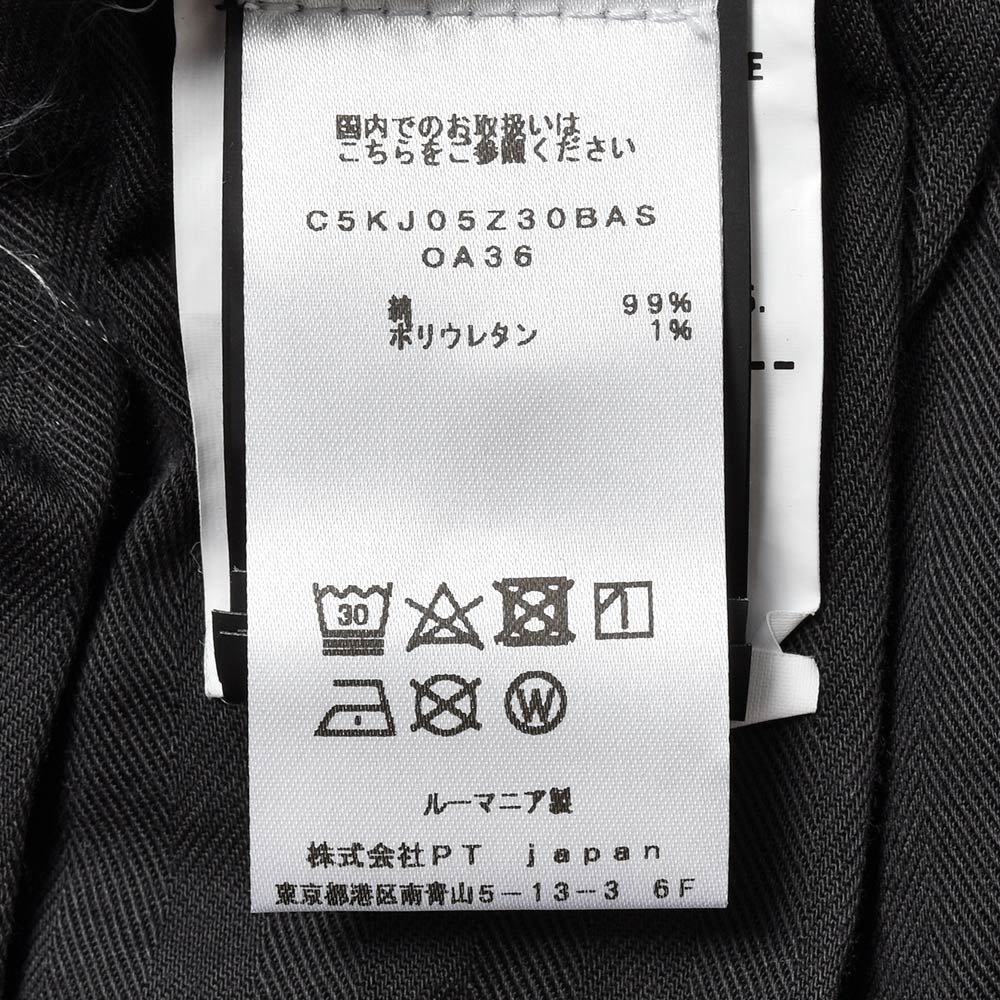 国内でのお取扱いは
こちらをご参照ください
C5KJ05Z30BAS
0A36
綿 99%
ポリウレタン 1%
30
W
ルーマニア製
株式会社PT japan
東京都港区南青山5-13-3 6F
E